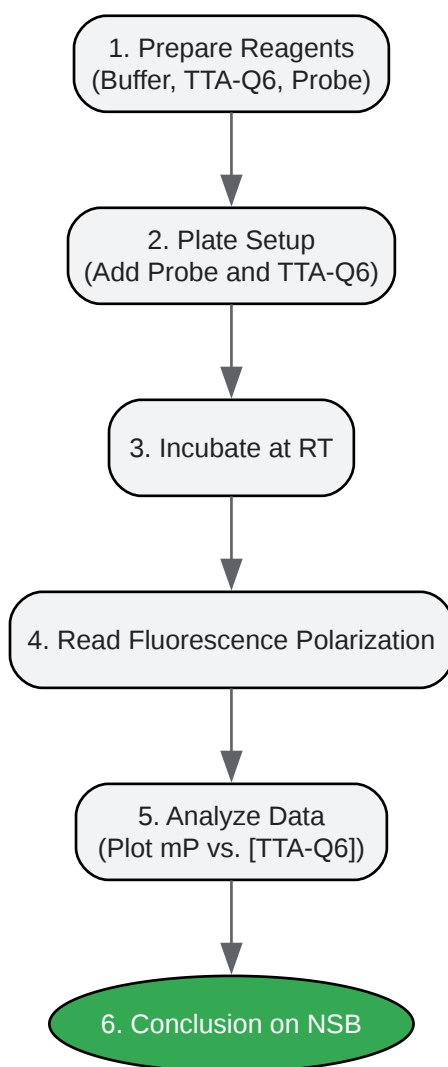 1. Prepare Reagents
(Buffer, TTA-Q6, Probe)
2. Plate Setup
(Add Probe and TTA-Q6)
3. Incubate at RT
4. Read Fluorescence Polarization
5. Analyze Data
(Plot mP vs. [TTA-Q6])
6. Conclusion on NSB